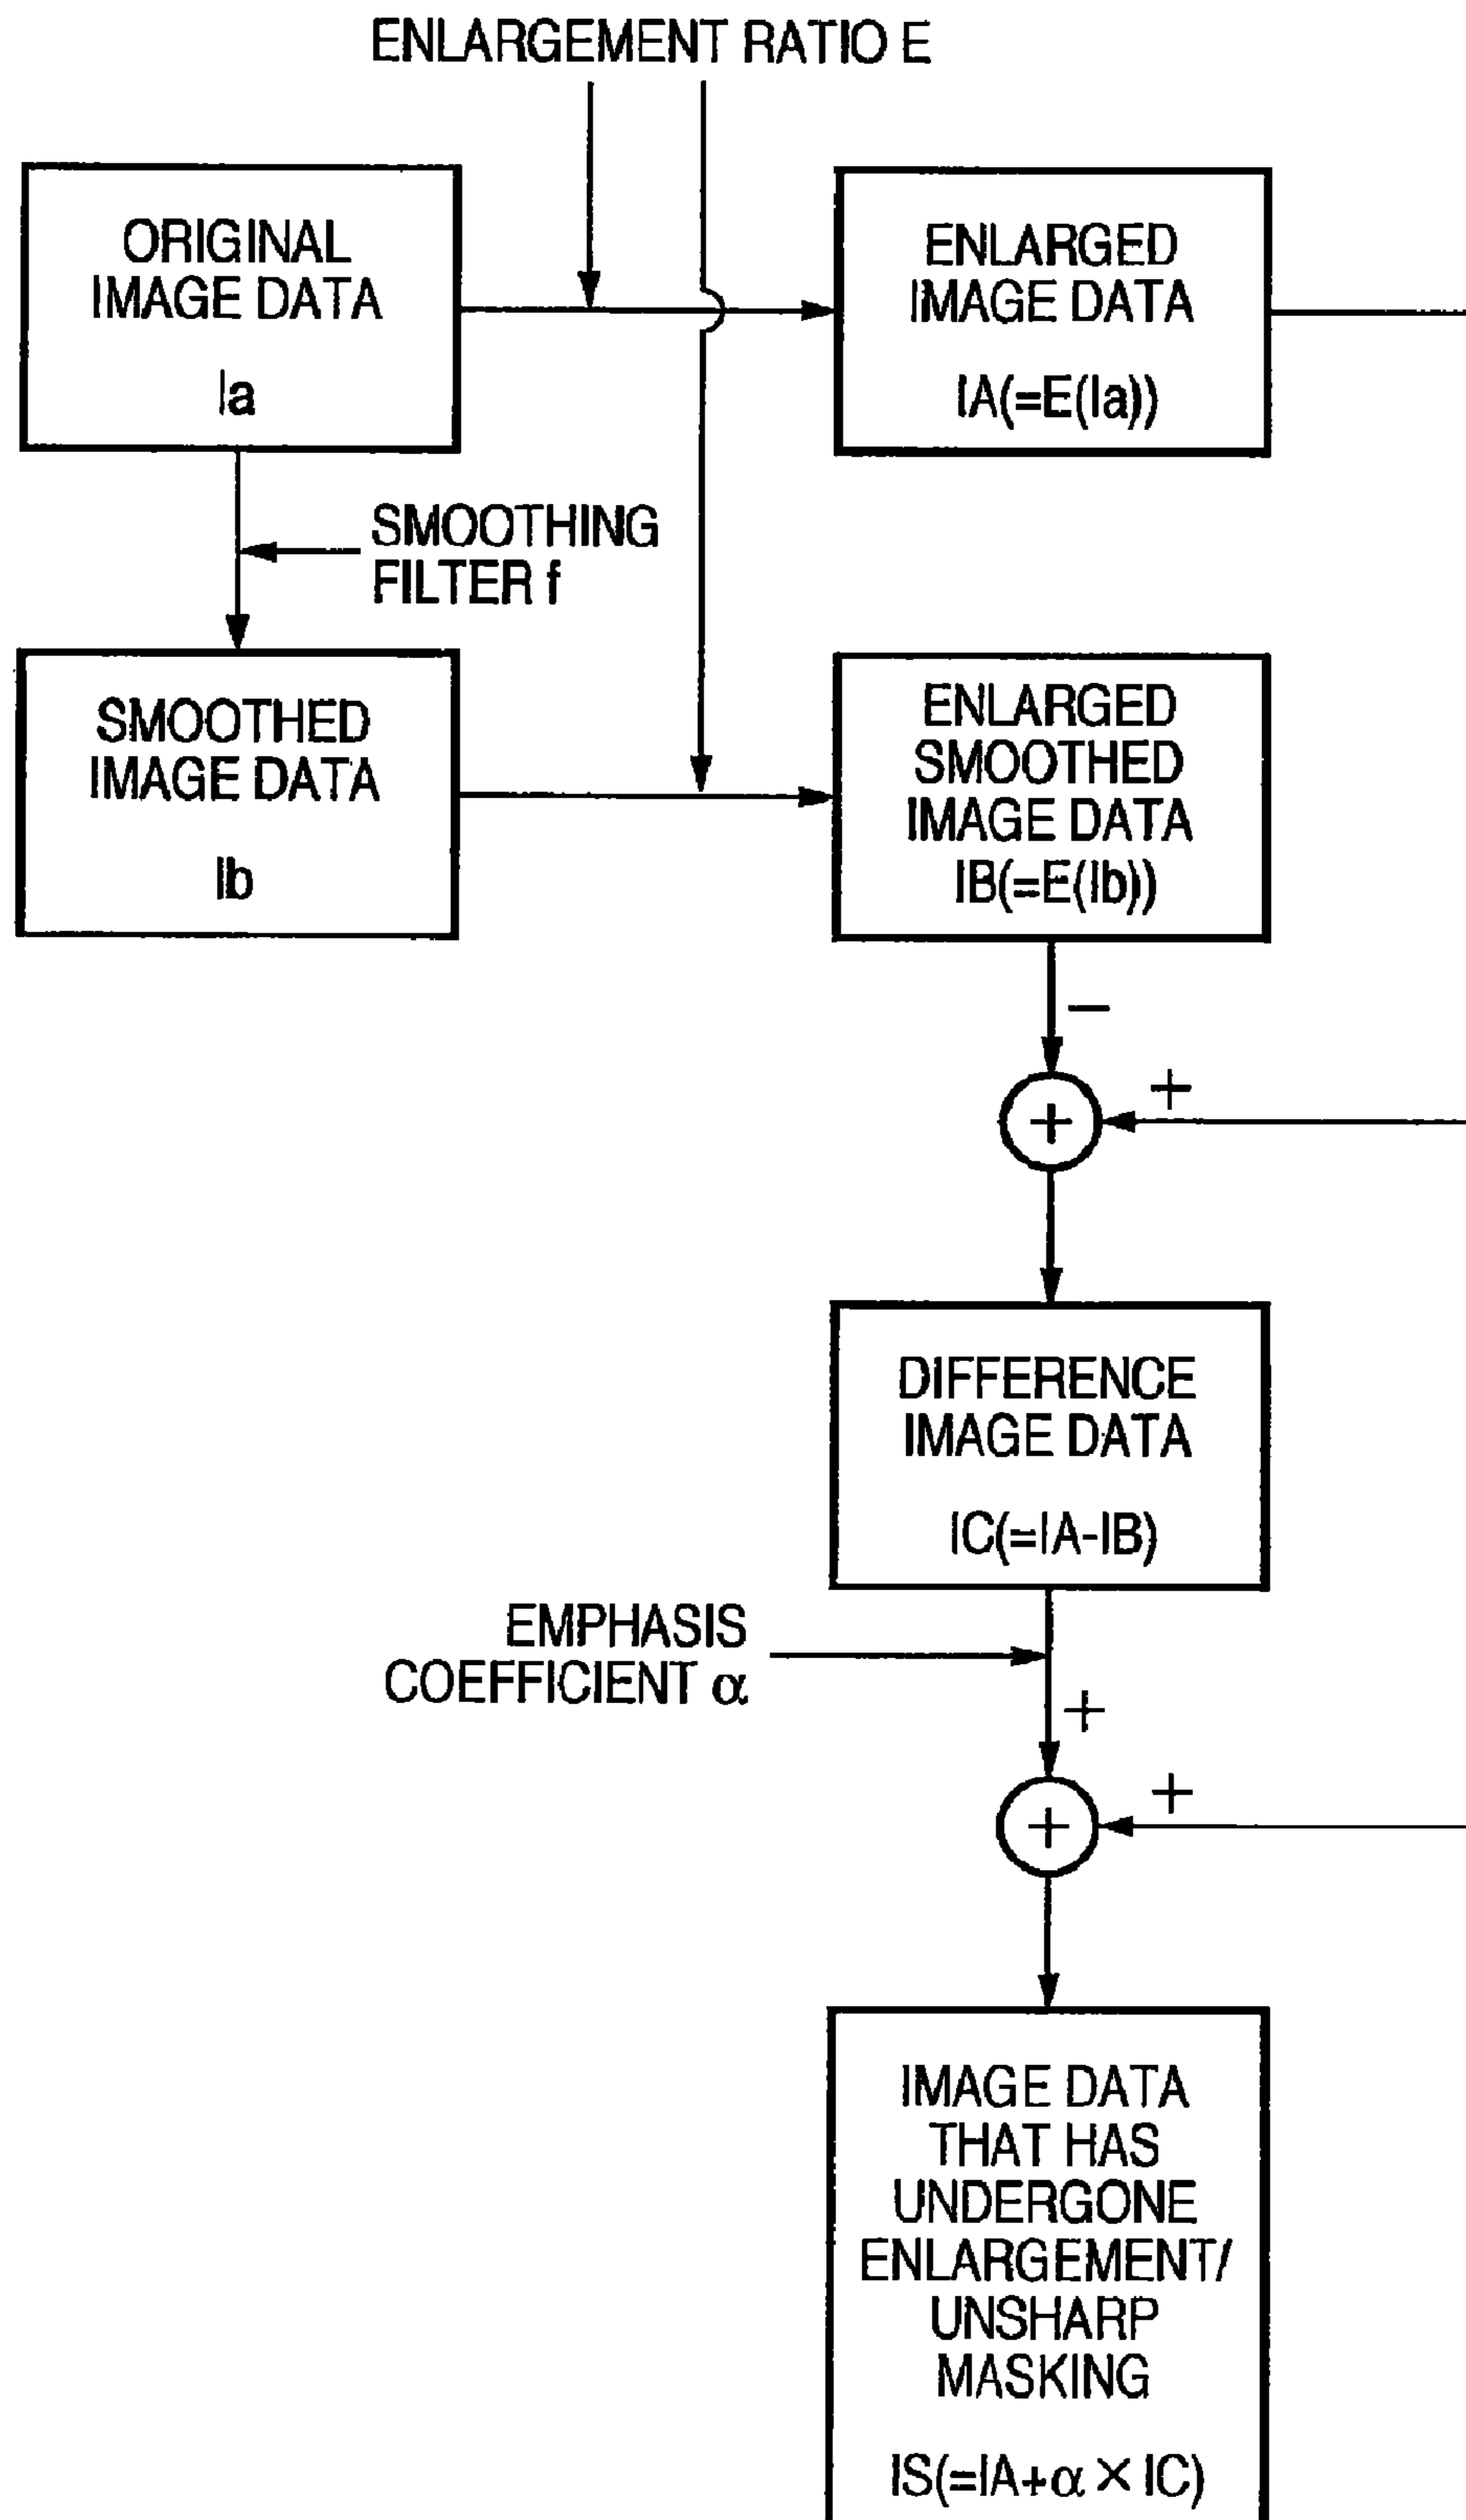 ENLARGEMENT RATIO E
ORIGINAL
IMAGE DATA
Ia
ENLARGED
IMAGE DATA
IA(=E(Ia))
SMOOTHING
FILTER f
SMOOTHED
IMAGE DATA
Ib
ENLARGED
SMOOTHED
IMAGE DATA
IB(=E(Ib))
−
+
+
DIFFERENCE
IMAGE DATA
IC(=IA-IB)
EMPHASIS
COEFFICIENT α
+
+
+
IMAGE DATA
THAT HAS
UNDERGONE
ENLARGEMENT/
UNSHARP
MASKING
IS(=IA+α×IC)